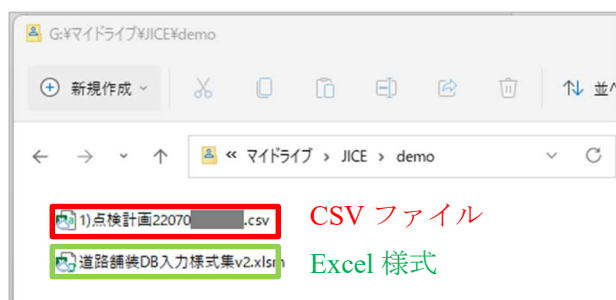 G:¥マイドライブ¥JICE¥demo
新規作成
並べ
マイドライブ › JICE › demo
1)点検計画22070 .csv CSV ファイル
道路舗装DB入力様式集v2.xlsm Excel 様式